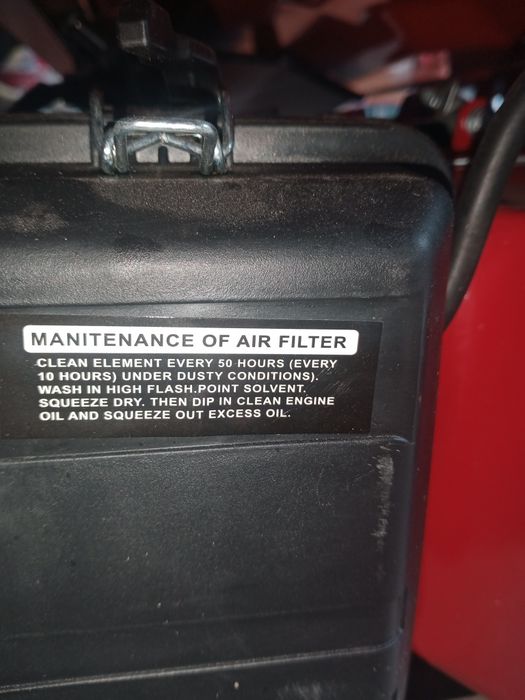 MANITENANCE OF AIR FILTER
CLEAN ELEMENT EVERY 50 HOURS (EVERY
10 HOURS) UNDER DUSTY CONDITIONS).
WASH IN HIGH FLASH.POINT SOLVENT.
SQUEEZE DRY. THEN DIP IN CLEAN ENGINE
OIL AND SQUEEZE OUT EXCESS OIL.